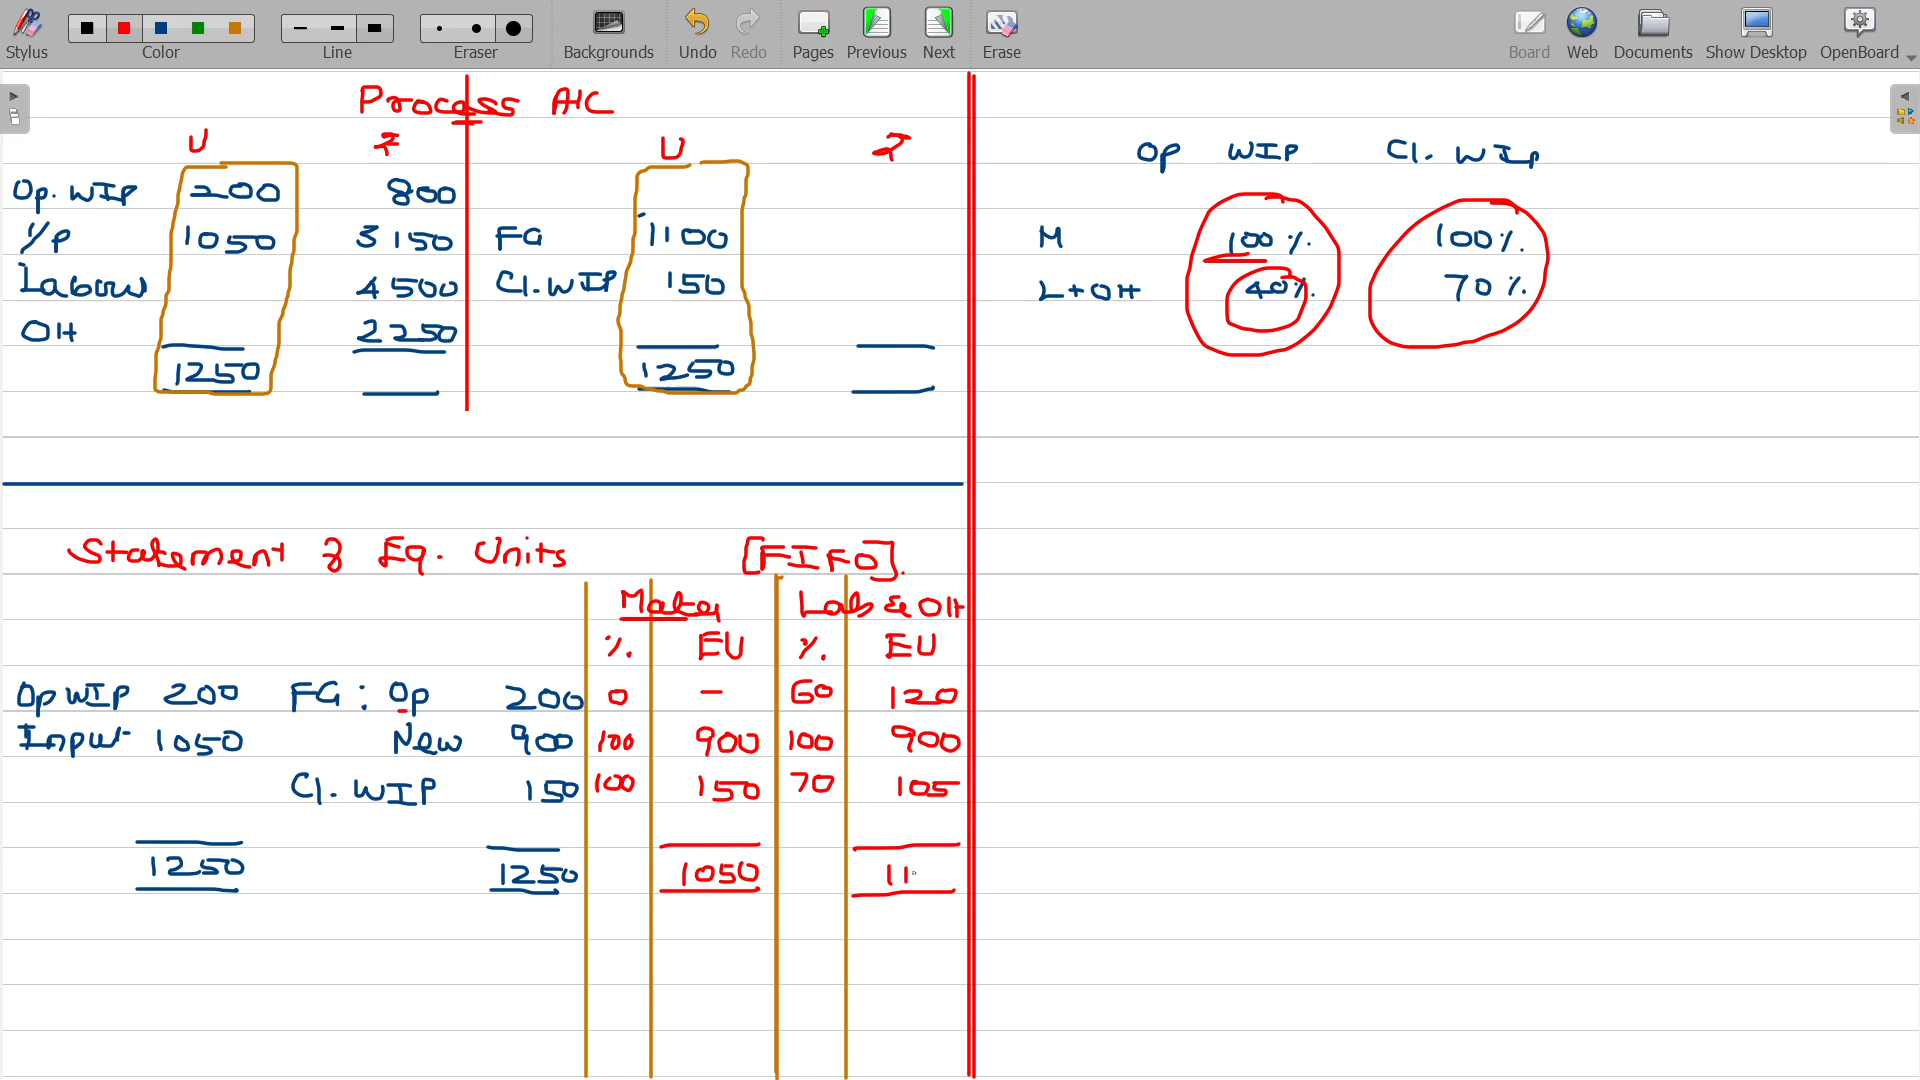 Stylus Color Line Eraser Backgrounds Undo Redo Pages Previous Next Erase Board Web Documents Show Desktop OpenBoard
Process A/C
U ₹ U ₹
Op. WIP 200 800
I/P 1050 3150 FG 1100
Labour 4500 Cl. WIP 150
OH 2250
1250 1250
Op WIP Cl. WIP
M 100 % 100 %.
L+OH 40%. 70 %.
Statement of Eq. Units [FIFO].
Mater Lab & OH
%. EU %. EU
Op WIP 200 FG : Op 200 0 – 60 120
Input 1050 New 900 100 900 100 900
Cl. WIP 150 100 150 70 105
1250 1250 1050 11